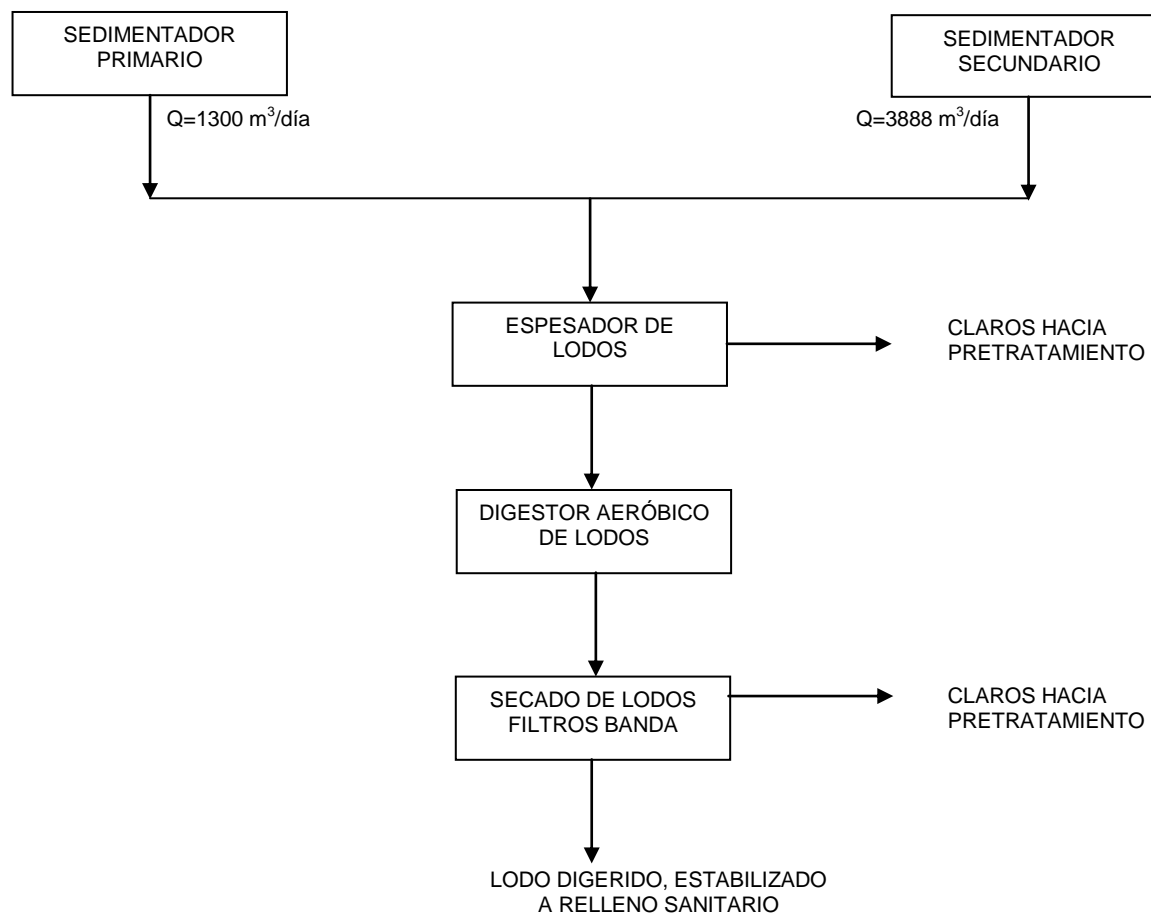 SEDIMENTADOR
PRIMARIO
SEDIMENTADOR
SECUNDARIO
Q=1300 m³/día
Q=3888 m³/día
ESPESADOR DE
LODOS
CLAROS HACIA
PRETRATAMIENTO
DIGESTOR AERÓBICO
DE LODOS
SECADO DE LODOS
FILTROS BANDA
CLAROS HACIA
PRETRATAMIENTO
LODO DIGERIDO, ESTABILIZADO
A RELLENO SANITARIO